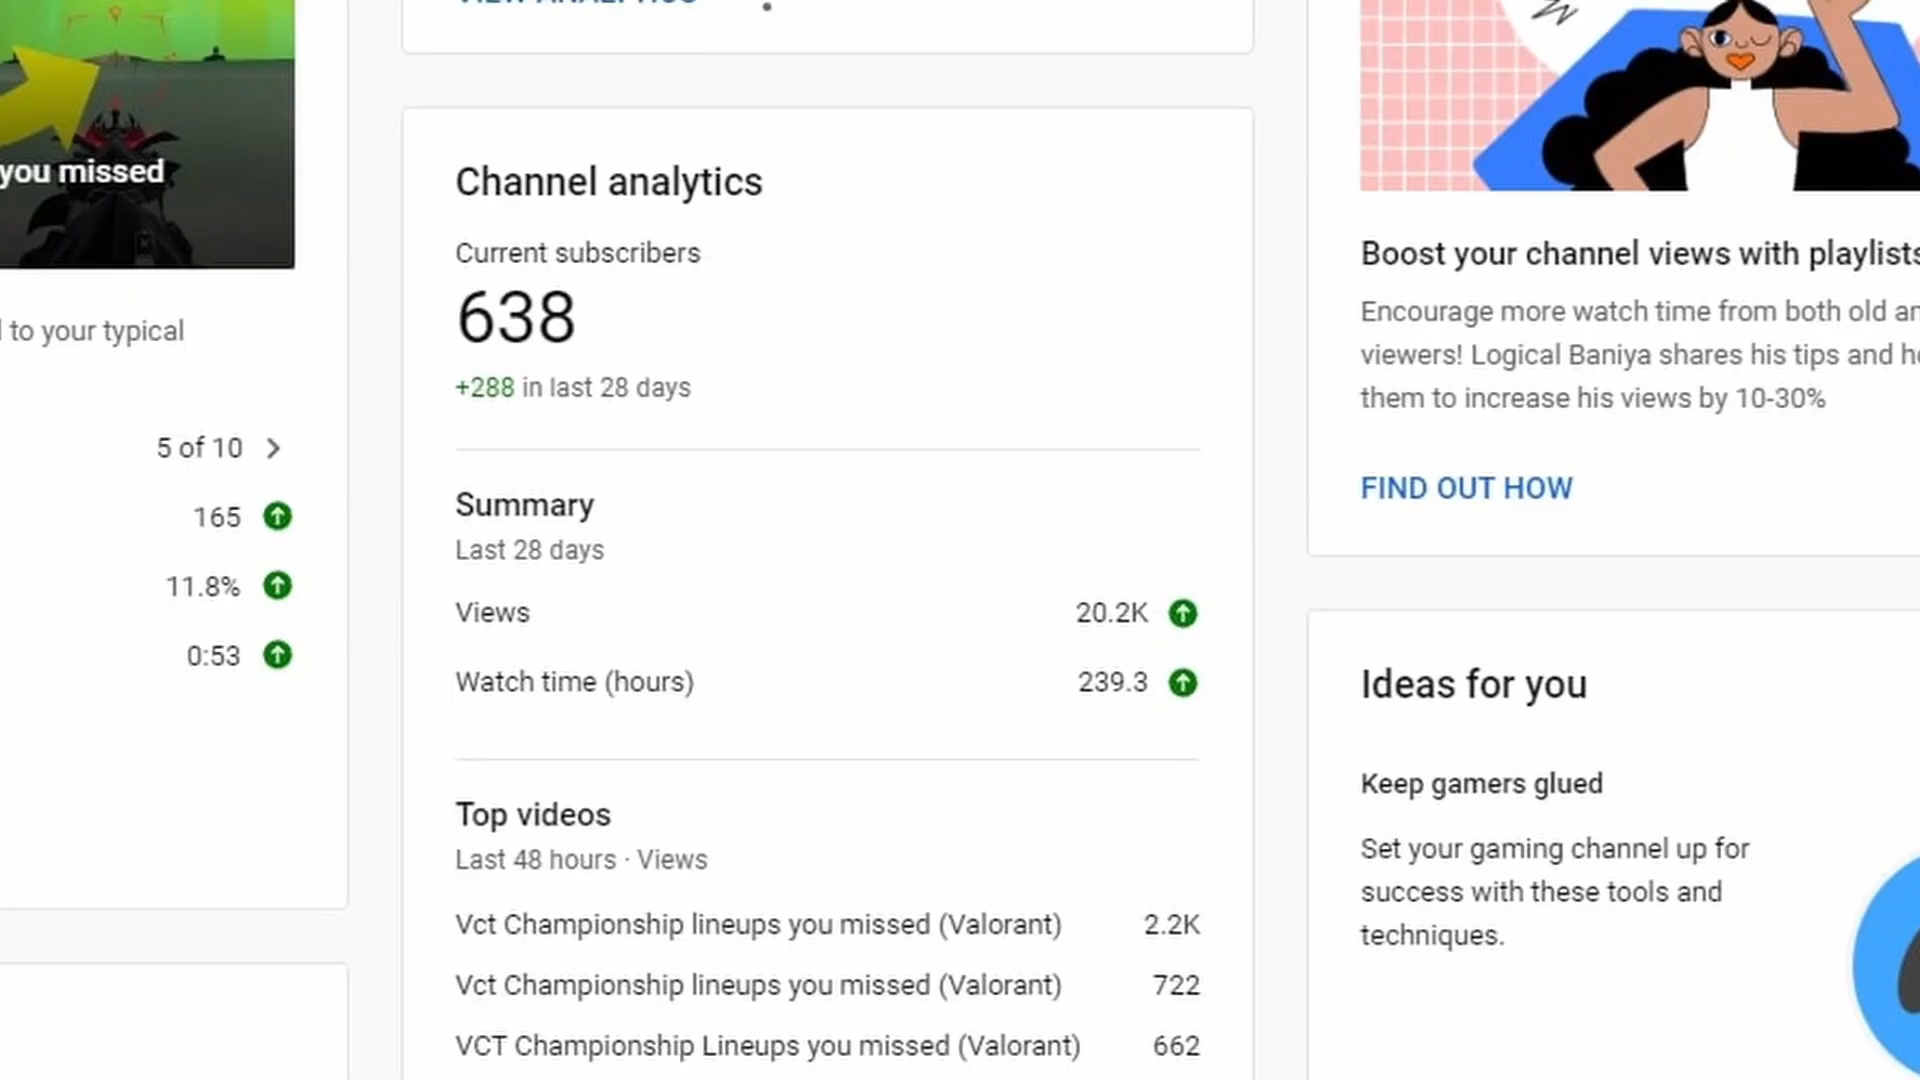 VIEW ANALYTICS
you missed
to your typical
5 of 10
165
11.8%
0:53
Channel analytics
Current subscribers
638
+288 in last 28 days
Summary
Last 28 days
Views 20.2K
Watch time (hours) 239.3
Top videos
Last 48 hours · Views
Vct Championship lineups you missed (Valorant) 2.2K
Vct Championship lineups you missed (Valorant) 722
VCT Championship Lineups you missed (Valorant) 662
Boost your channel views with playlists
Encourage more watch time from both old
viewers! Logical Baniya shares his tips and
them to increase his views by 10-30%
FIND OUT HOW
Ideas for you
Keep gamers glued
Set your gaming channel up for
success with these tools and
techniques.